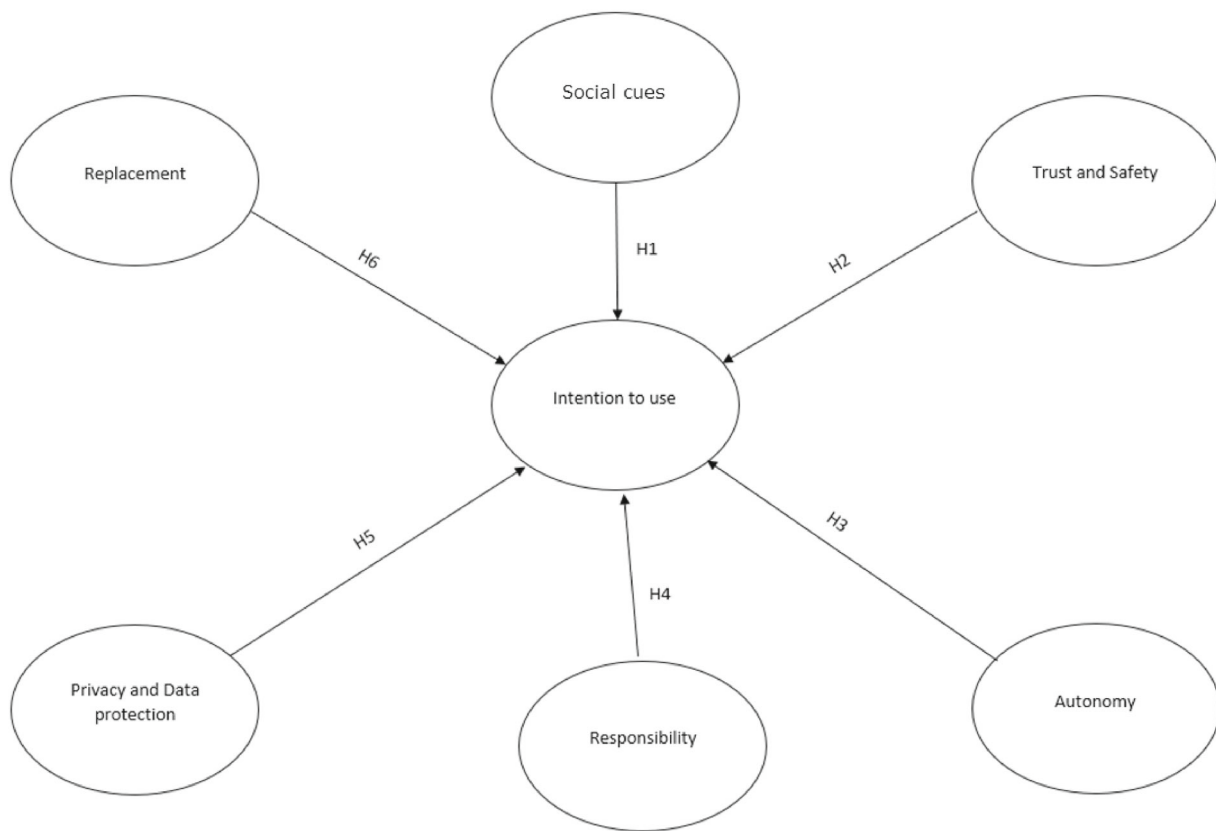 Social cues
Replacement
Trust and Safety
H6
H1
H2
Intention to use
H5
H4
H3
Privacy and Data
protection
Responsibility
Autonomy